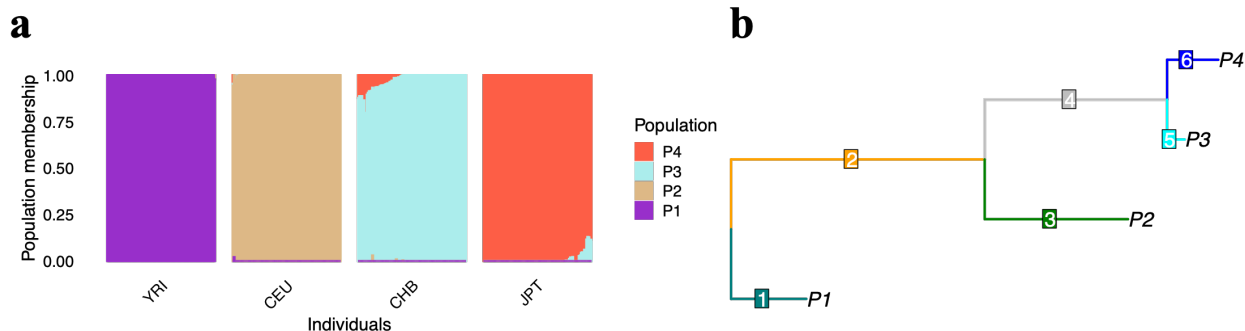 a
Population membership
1.00
0.75
0.50
0.25
0.00
YRI
CEU
CHB
JPT
Individuals
Population
P4
P3
P2
P1
b
6
P4
4
5
P3
2
3
P2
1
P1